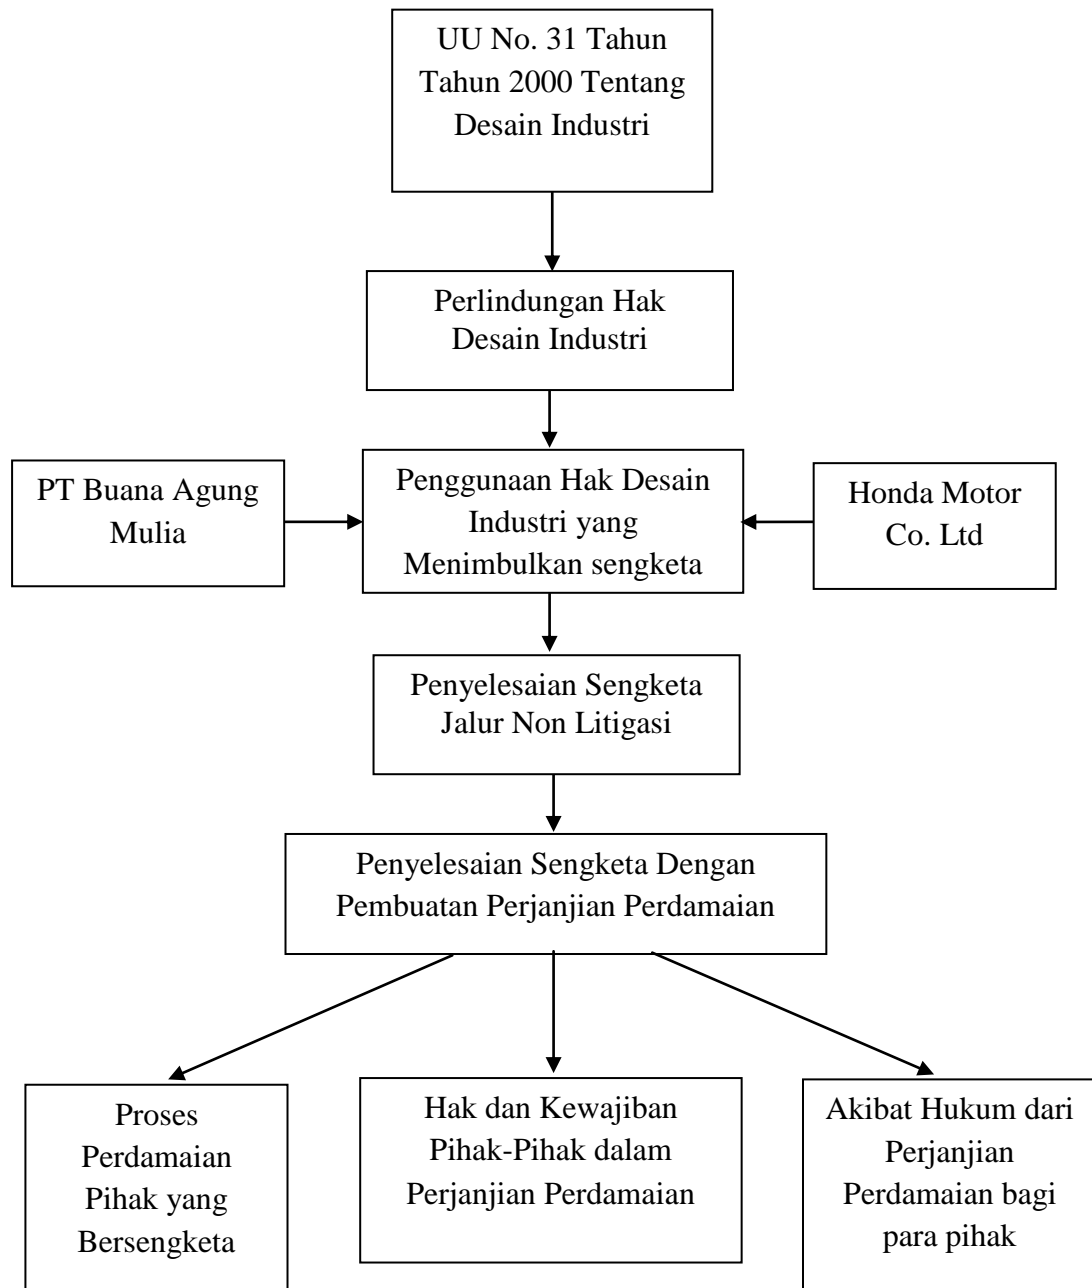 UU No. 31 Tahun
Tahun 2000 Tentang
Desain Industri
Perlindungan Hak
Desain Industri
PT Buana Agung
Mulia
Penggunaan Hak Desain
Industri yang
Menimbulkan sengketa
Honda Motor
Co. Ltd
Penyelesaian Sengketa
Jalur Non Litigasi
Penyelesaian Sengketa Dengan
Pembuatan Perjanjian Perdamaian
Proses
Perdamaian
Pihak yang
Bersengketa
Hak dan Kewajiban
Pihak-Pihak dalam
Perjanjian Perdamaian
Akibat Hukum dari
Perjanjian
Perdamaian bagi
para pihak